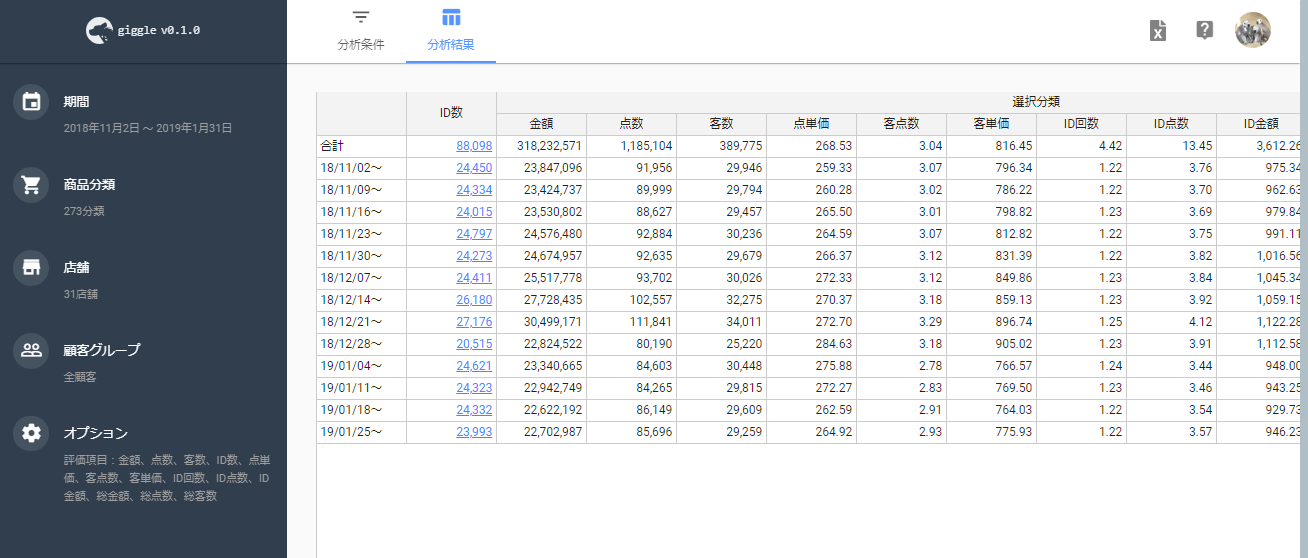 giggle v0.1.0
期間
2018年11月2日 〜 2019年1月31日
商品分類
273分類
店舗
31店舗
顧客グループ
全顧客
オプション
評価項目：金額、点数、客数、ID数、点単
価、客点数、客単価、ID回数、ID点数、ID
金額、総金額、総点数、総客数
分析条件 分析結果
ID数 選択分類
金額 点数 客数 点単価 客点数 客単価 ID回数 ID点数 ID金額
合計 88,098 318,232,571 1,185,104 389,775 268.53 3.04 816.45 4.42 13.45 3,612.26
18/11/02〜 24,450 23,847,096 91,956 29,946 259.33 3.07 796.34 1.22 3.76 975.34
18/11/09〜 24,334 23,424,737 89,999 29,794 260.28 3.02 786.22 1.22 3.70 962.63
18/11/16〜 24,015 23,530,802 88,627 29,457 265.50 3.01 798.82 1.23 3.69 979.84
18/11/23〜 24,797 24,576,480 92,884 30,236 264.59 3.07 812.82 1.22 3.75 991.11
18/11/30〜 24,273 24,674,957 92,635 29,679 266.37 3.12 831.39 1.22 3.82 1,016.56
18/12/07〜 24,411 25,517,778 93,702 30,026 272.33 3.12 849.86 1.23 3.84 1,045.34
18/12/14〜 26,180 27,728,435 102,557 32,275 270.37 3.18 859.13 1.23 3.92 1,059.15
18/12/21〜 27,176 30,499,171 111,841 34,011 272.70 3.29 896.74 1.25 4.12 1,122.28
18/12/28〜 20,515 22,824,522 80,190 25,220 284.63 3.18 905.02 1.23 3.91 1,112.58
19/01/04〜 24,621 23,340,665 84,603 30,448 275.88 2.78 766.57 1.24 3.44 948.00
19/01/11〜 24,323 22,942,749 84,265 29,815 272.27 2.83 769.50 1.23 3.46 943.25
19/01/18〜 24,332 22,622,192 86,149 29,609 262.59 2.91 764.03 1.22 3.54 929.73
19/01/25〜 23,993 22,702,987 85,696 29,259 264.92 2.93 775.93 1.22 3.57 946.23